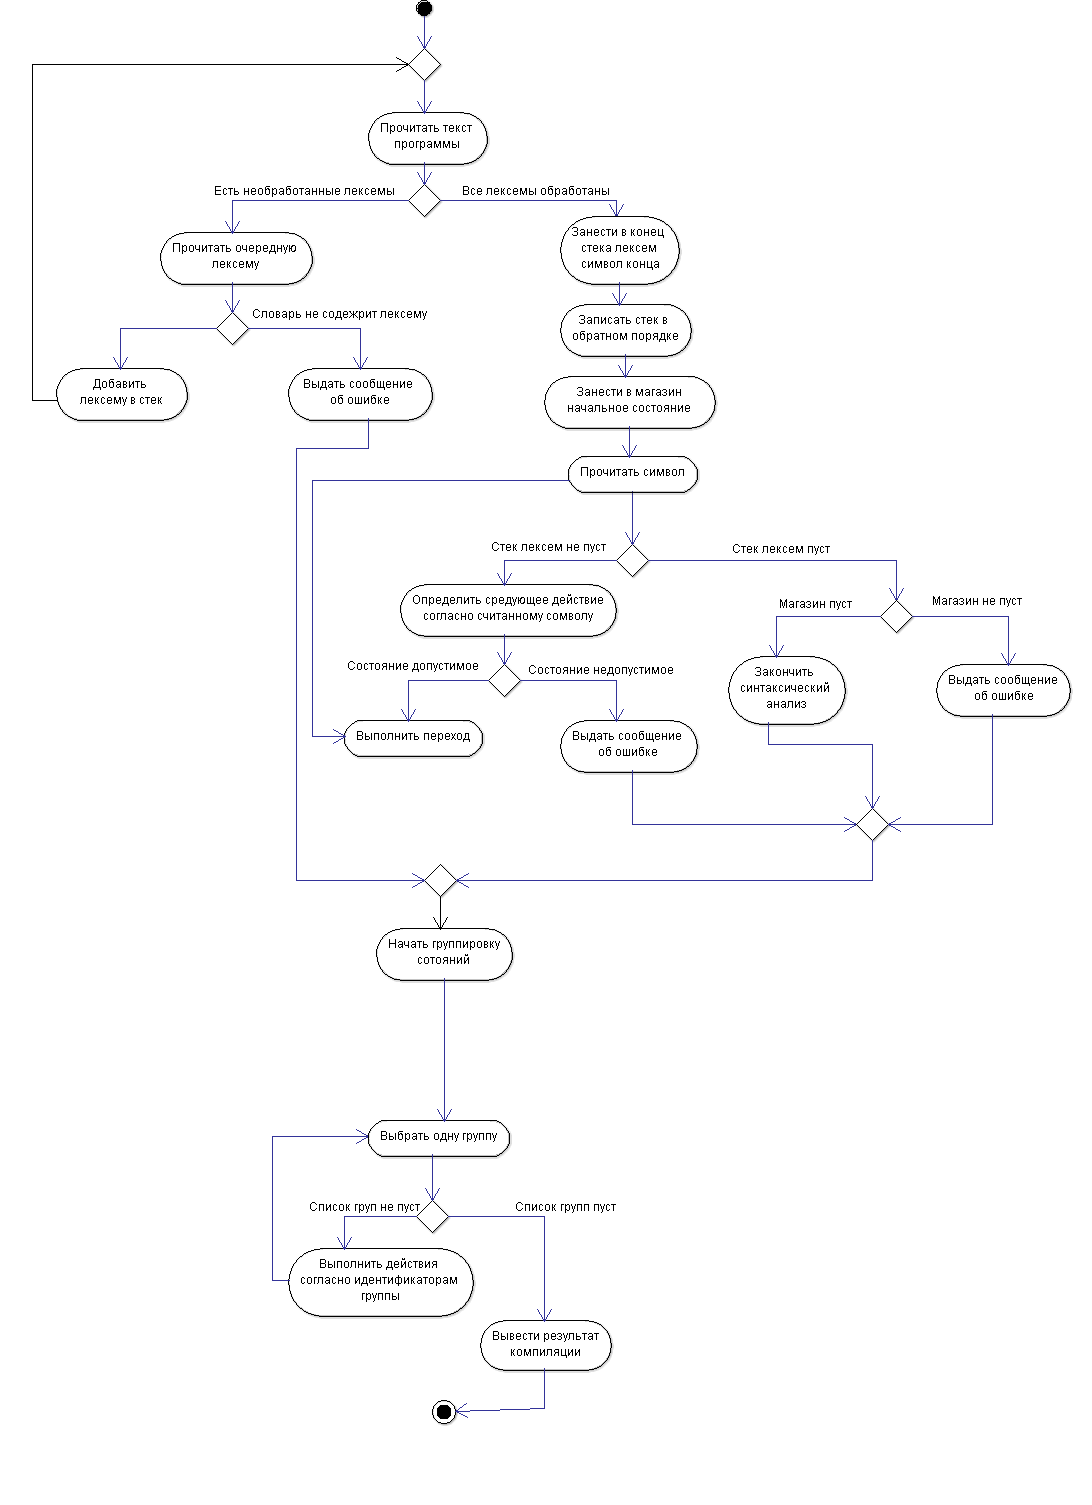 Прочитать текст
программы
Есть необработанные лексемы
Все лексемы обработаны
Прочитать очередную
лексему
Занести в конец
стека лексем
символ конца
Словарь не содежрит лексему
Записать стек в
обратном порядке
Добавить
лексему в стек
Выдать сообщение
об ошибке
Занести в магазин
начальное состояние
Прочитать символ
Стек лексем не пуст
Стек лексем пуст
Определить средующее действие
согласно считанному сомволу
Магазин пуст
Магазин не пуст
Состояние допустимое
Состояние недопустимое
Закончить
синтаксический
анализ
Выдать сообщение
об ошибке
Выполнить переход
Выдать сообщение
об ошибке
Начать группировку
сотояний
Выбрать одну группу
Список груп не пуст
Список групп пуст
Выполнить действия
согласно идентификаторам
группы
Вывести результат
компиляции